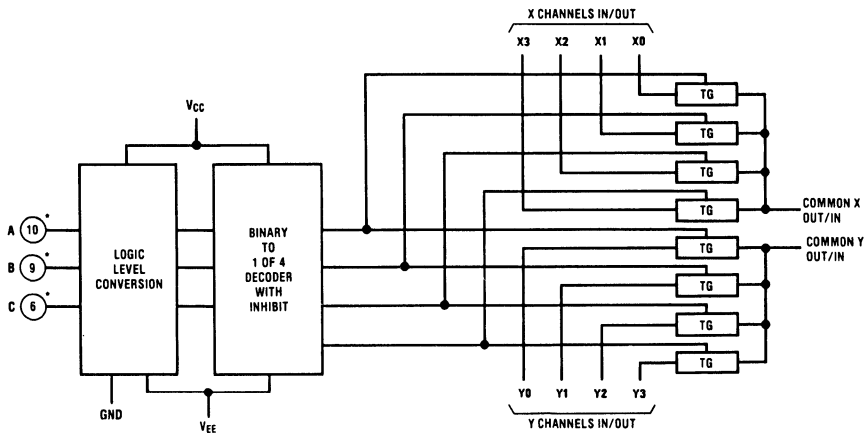 X CHANNELS IN/OUT
X3 X2 X1 X0
TG
VCC
TG
TG
TG
COMMON X
OUT/IN
A 10 *
TG
COMMON Y
OUT/IN
B 9 *
LOGIC
LEVEL
CONVERSION
BINARY
TO
1 OF 4
DECODER
WITH
INHIBIT
TG
C 6 *
TG
TG
GND
VEE
Y0 Y1 Y2 Y3
Y CHANNELS IN/OUT